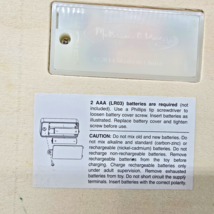 2 AAA (LR03) batteries are required (not
included). Use a Phillips tip screwdriver to
loosen battery cover screw. Insert batteries as
illustrated. Replace battery cover and tighten
screw before use.
CAUTION: Do not mix old and new batteries. Do
not mix alkaline and standard (carbon-zinc) or
rechargeable (nickel-cadmium) batteries. Do not
recharge non-rechargeable batteries. Remove
rechargeable batteries from the toy before
charging. Charge rechargeable batteries only
under adult supervision. Remove exhausted
batteries from toy. Do not short circuit the supply
terminals. Insert batteries with the correct polarity.